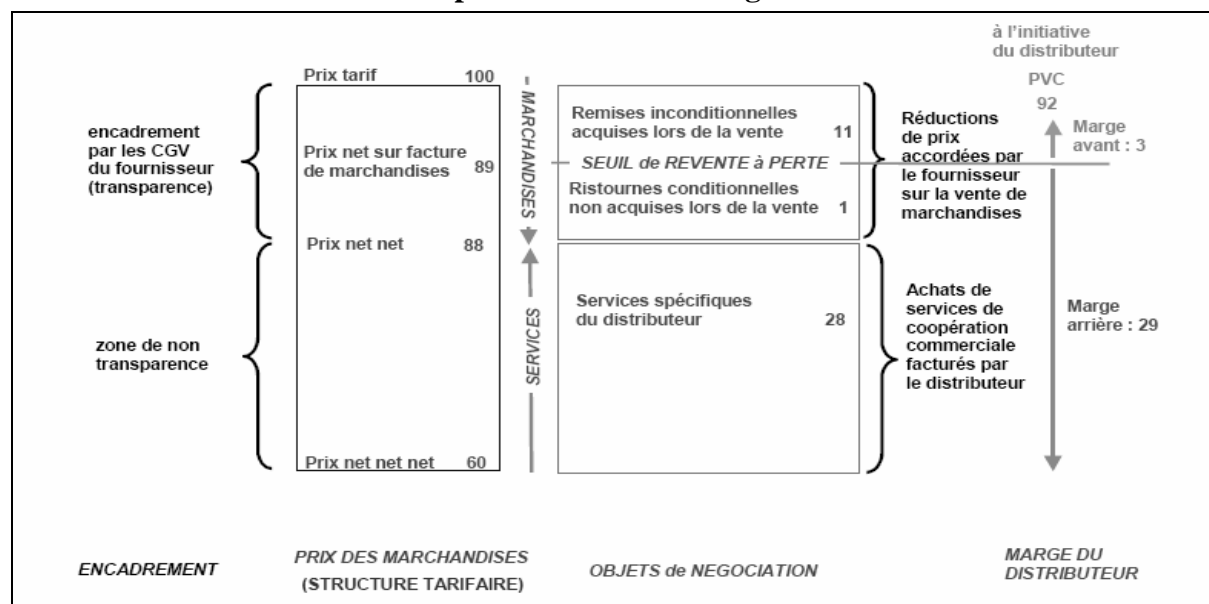 à l'initiative
du distributeur
PVC
92
Prix tarif 100
Remises inconditionnelles
acquises lors de la vente 11
Marge
avant : 3
encadrement
par les CGV
du fournisseur
(transparence)
Prix net sur facture
de marchandises 89
MARCHANDISES
SEUIL de REVENTE à PERTE
Ristournes conditionnelles
non acquises lors de la vente 1
Réductions
de prix
accordées par
le fournisseur
sur la vente de
marchandises
Prix net net 88
zone de non
transparence
SERVICES
Services spécifiques
du distributeur 28
Achats de
services de
coopération
commerciale
facturés par
le distributeur
Marge
arrière : 29
Prix net net net 60
ENCADREMENT
PRIX DES MARCHANDISES
(STRUCTURE TARIFAIRE)
OBJETS de NEGOCIATION
MARGE DU
DISTRIBUTEUR